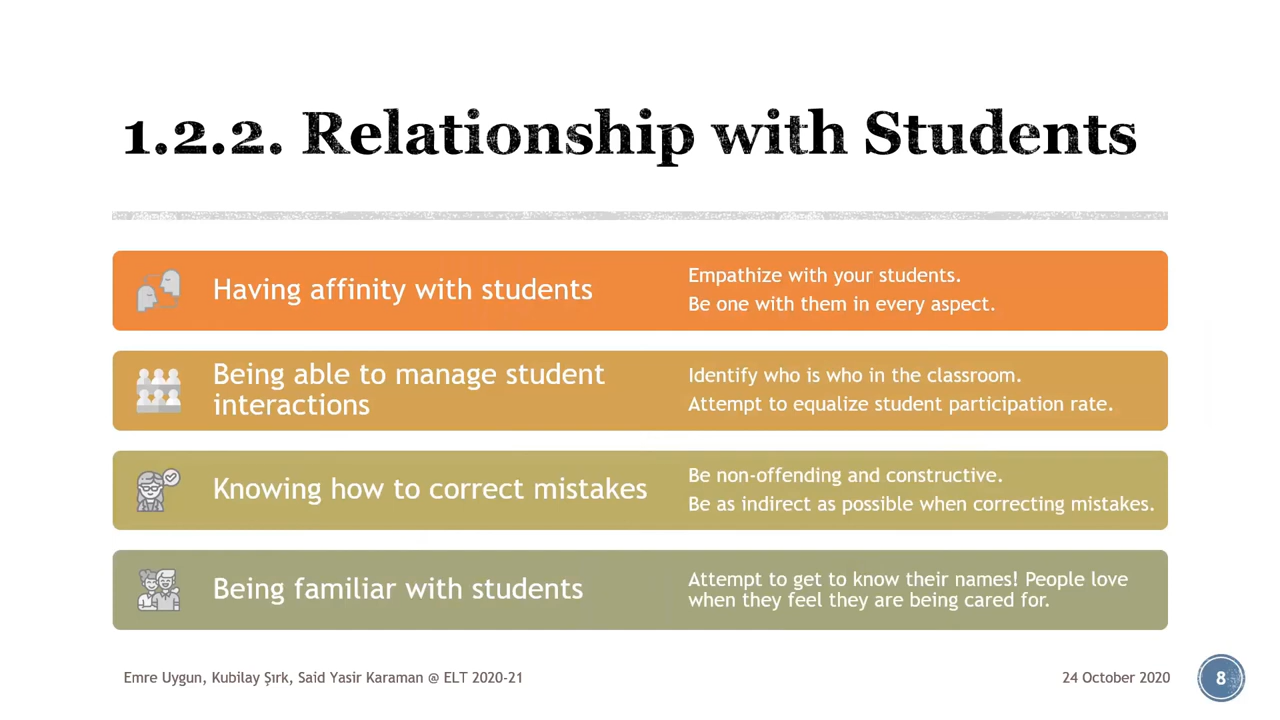 1.2.2. Relationship with Students
Having affinity with students
Empathize with your students.
Be one with them in every aspect.
Being able to manage student
interactions
Identify who is who in the classroom.
Attempt to equalize student participation rate.
Knowing how to correct mistakes
Be non-offending and constructive.
Be as indirect as possible when correcting mistakes.
Being familiar with students
Attempt to get to know their names! People love
when they feel they are being cared for.
Emre Uygun, Kubilay Şırk, Said Yasir Karaman @ ELT 2020-21
24 October 2020
8